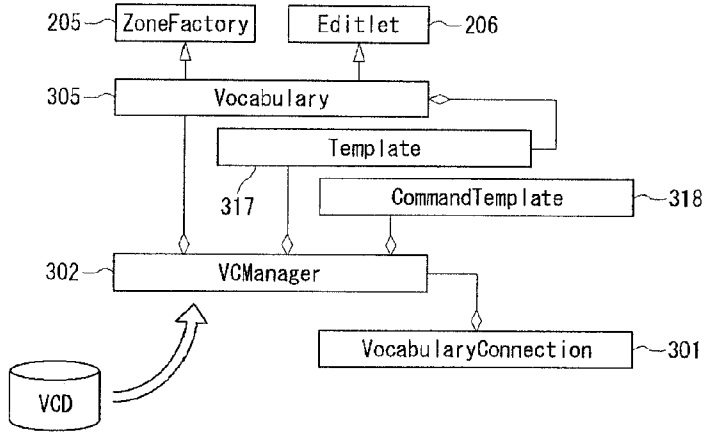 205
ZoneFactory
Editlet
206
305
Vocabulary
Template
317
CommandTemplate
318
302
VCManager
VocabularyConnection
301
VCD